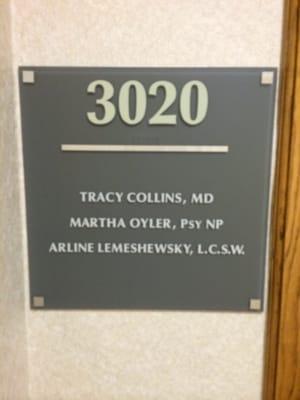 3020
TRACY COLLINS, MD
MARTHA OYLER, PSY NP
ARLINE LEMESHEWSKY, L.C.S.W.